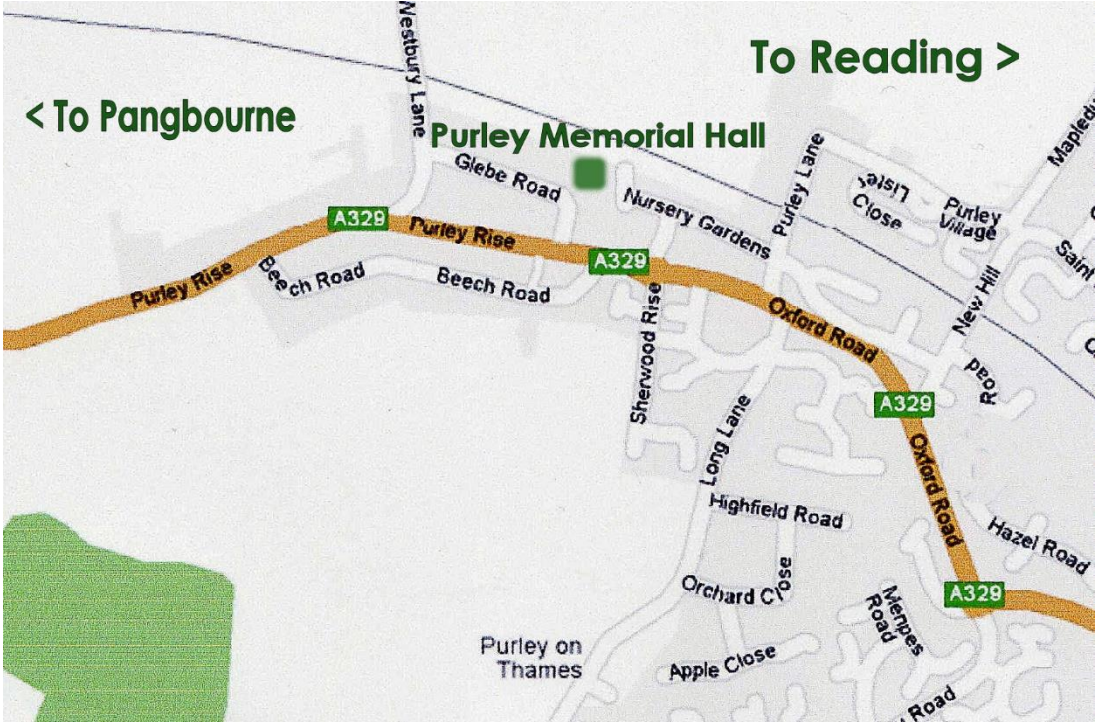 Westbury Lane
To Reading >
< To Pangbourne
Purley Memorial Hall
Glebe Road
Nursery Gardens
Purley Lane
Lister
Close
Purley
Village
New Hill
Road
A329
Purley Rise
A329
Purley Rise
Beech Road
Beech Road
Oxford Road
Sherwood Rise
A329
Long Lane
Oxford Road
Highfield Road
Hazel Road
Orchard Close
Menpes
Road
A329
Purley on
Thames
Apple Close
Road